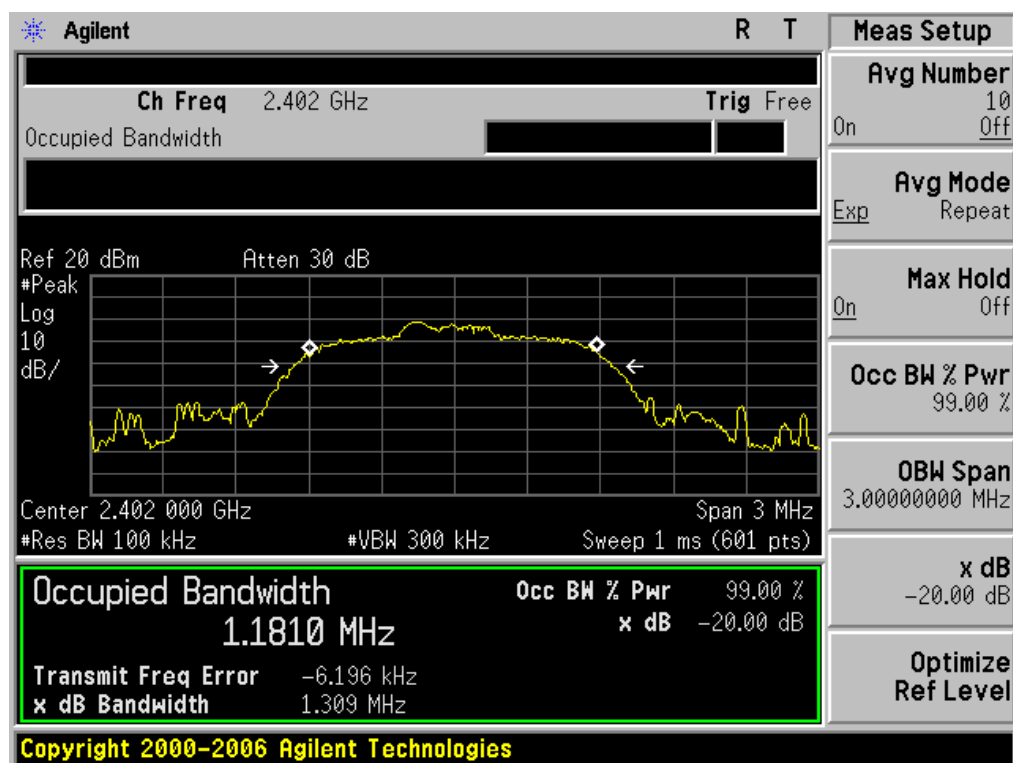 Agilent R T Meas Setup
Avg Number
10
On Off
Ch Freq 2.402 GHz Trig Free
Occupied Bandwidth
Avg Mode
Exp Repeat
Ref 20 dBm Atten 30 dB
#Peak
Log
10
dB/
Max Hold
On Off
Occ BW % Pwr
99.00 %
OBW Span
3.00000000 MHz
Center 2.402 000 GHz Span 3 MHz
#Res BW 100 kHz #VBW 300 kHz Sweep 1 ms (601 pts)
x dB
-20.00 dB
Occupied Bandwidth Occ BW % Pwr 99.00 %
1.1810 MHz x dB -20.00 dB
Transmit Freq Error -6.196 kHz
x dB Bandwidth 1.309 MHz
Optimize
Ref Level
Copyright 2000-2006 Agilent Technologies